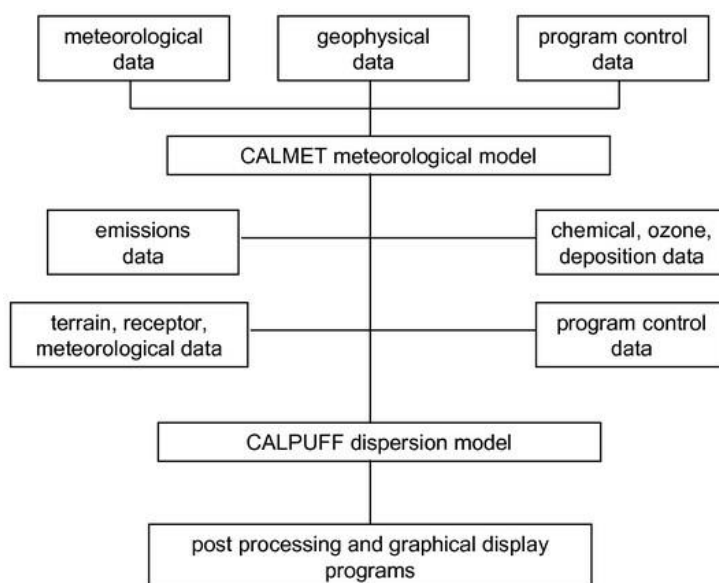 meteorological
data
geophysical
data
program control
data
CALMET meteorological model
emissions
data
chemical, ozone,
deposition data
terrain, receptor,
meteorological data
program control
data
CALPUFF dispersion model
post processing and graphical display
programs